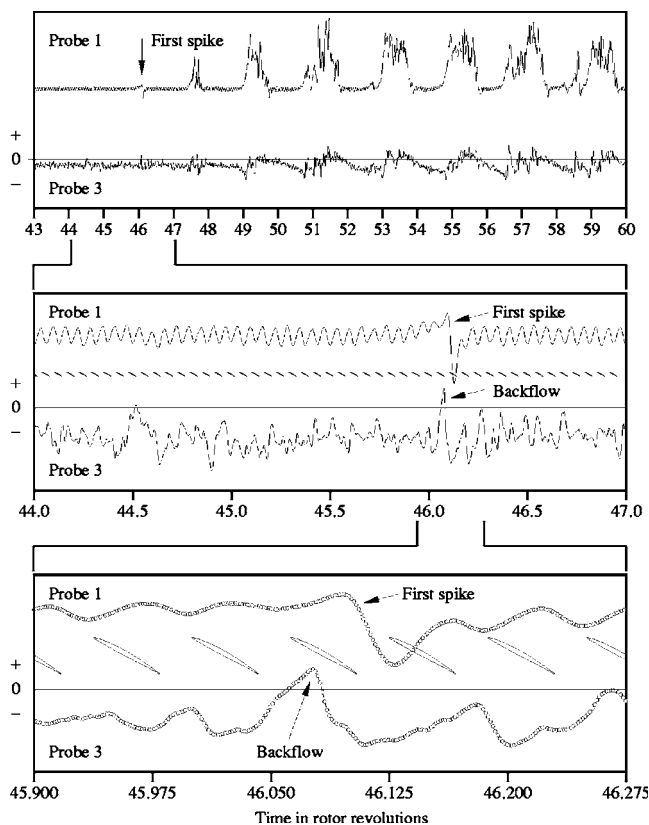 Probe 1
First spike
+
0
−
Probe 3
43 44 45 46 47 48 49 50 51 52 53 54 55 56 57 58 59 60
Probe 1
First spike
+
Backflow
0
−
Probe 3
44.0 44.5 45.0 45.5 46.0 46.5 47.0
Probe 1
First spike
+
0
−
Backflow
Probe 3
45.900 45.975 46.050 46.125 46.200 46.275
Time in rotor revolutions